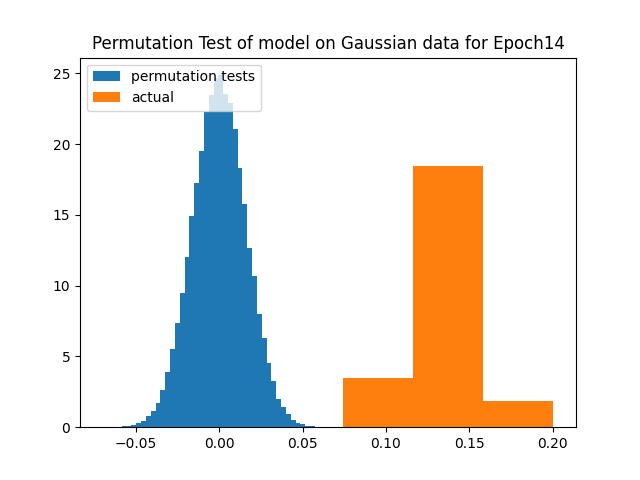 Permutation Test of model on Gaussian data for Epoch14
permutation tests
actual
25
20
15
10
5
0
−0.05 0.00 0.05 0.10 0.15 0.20